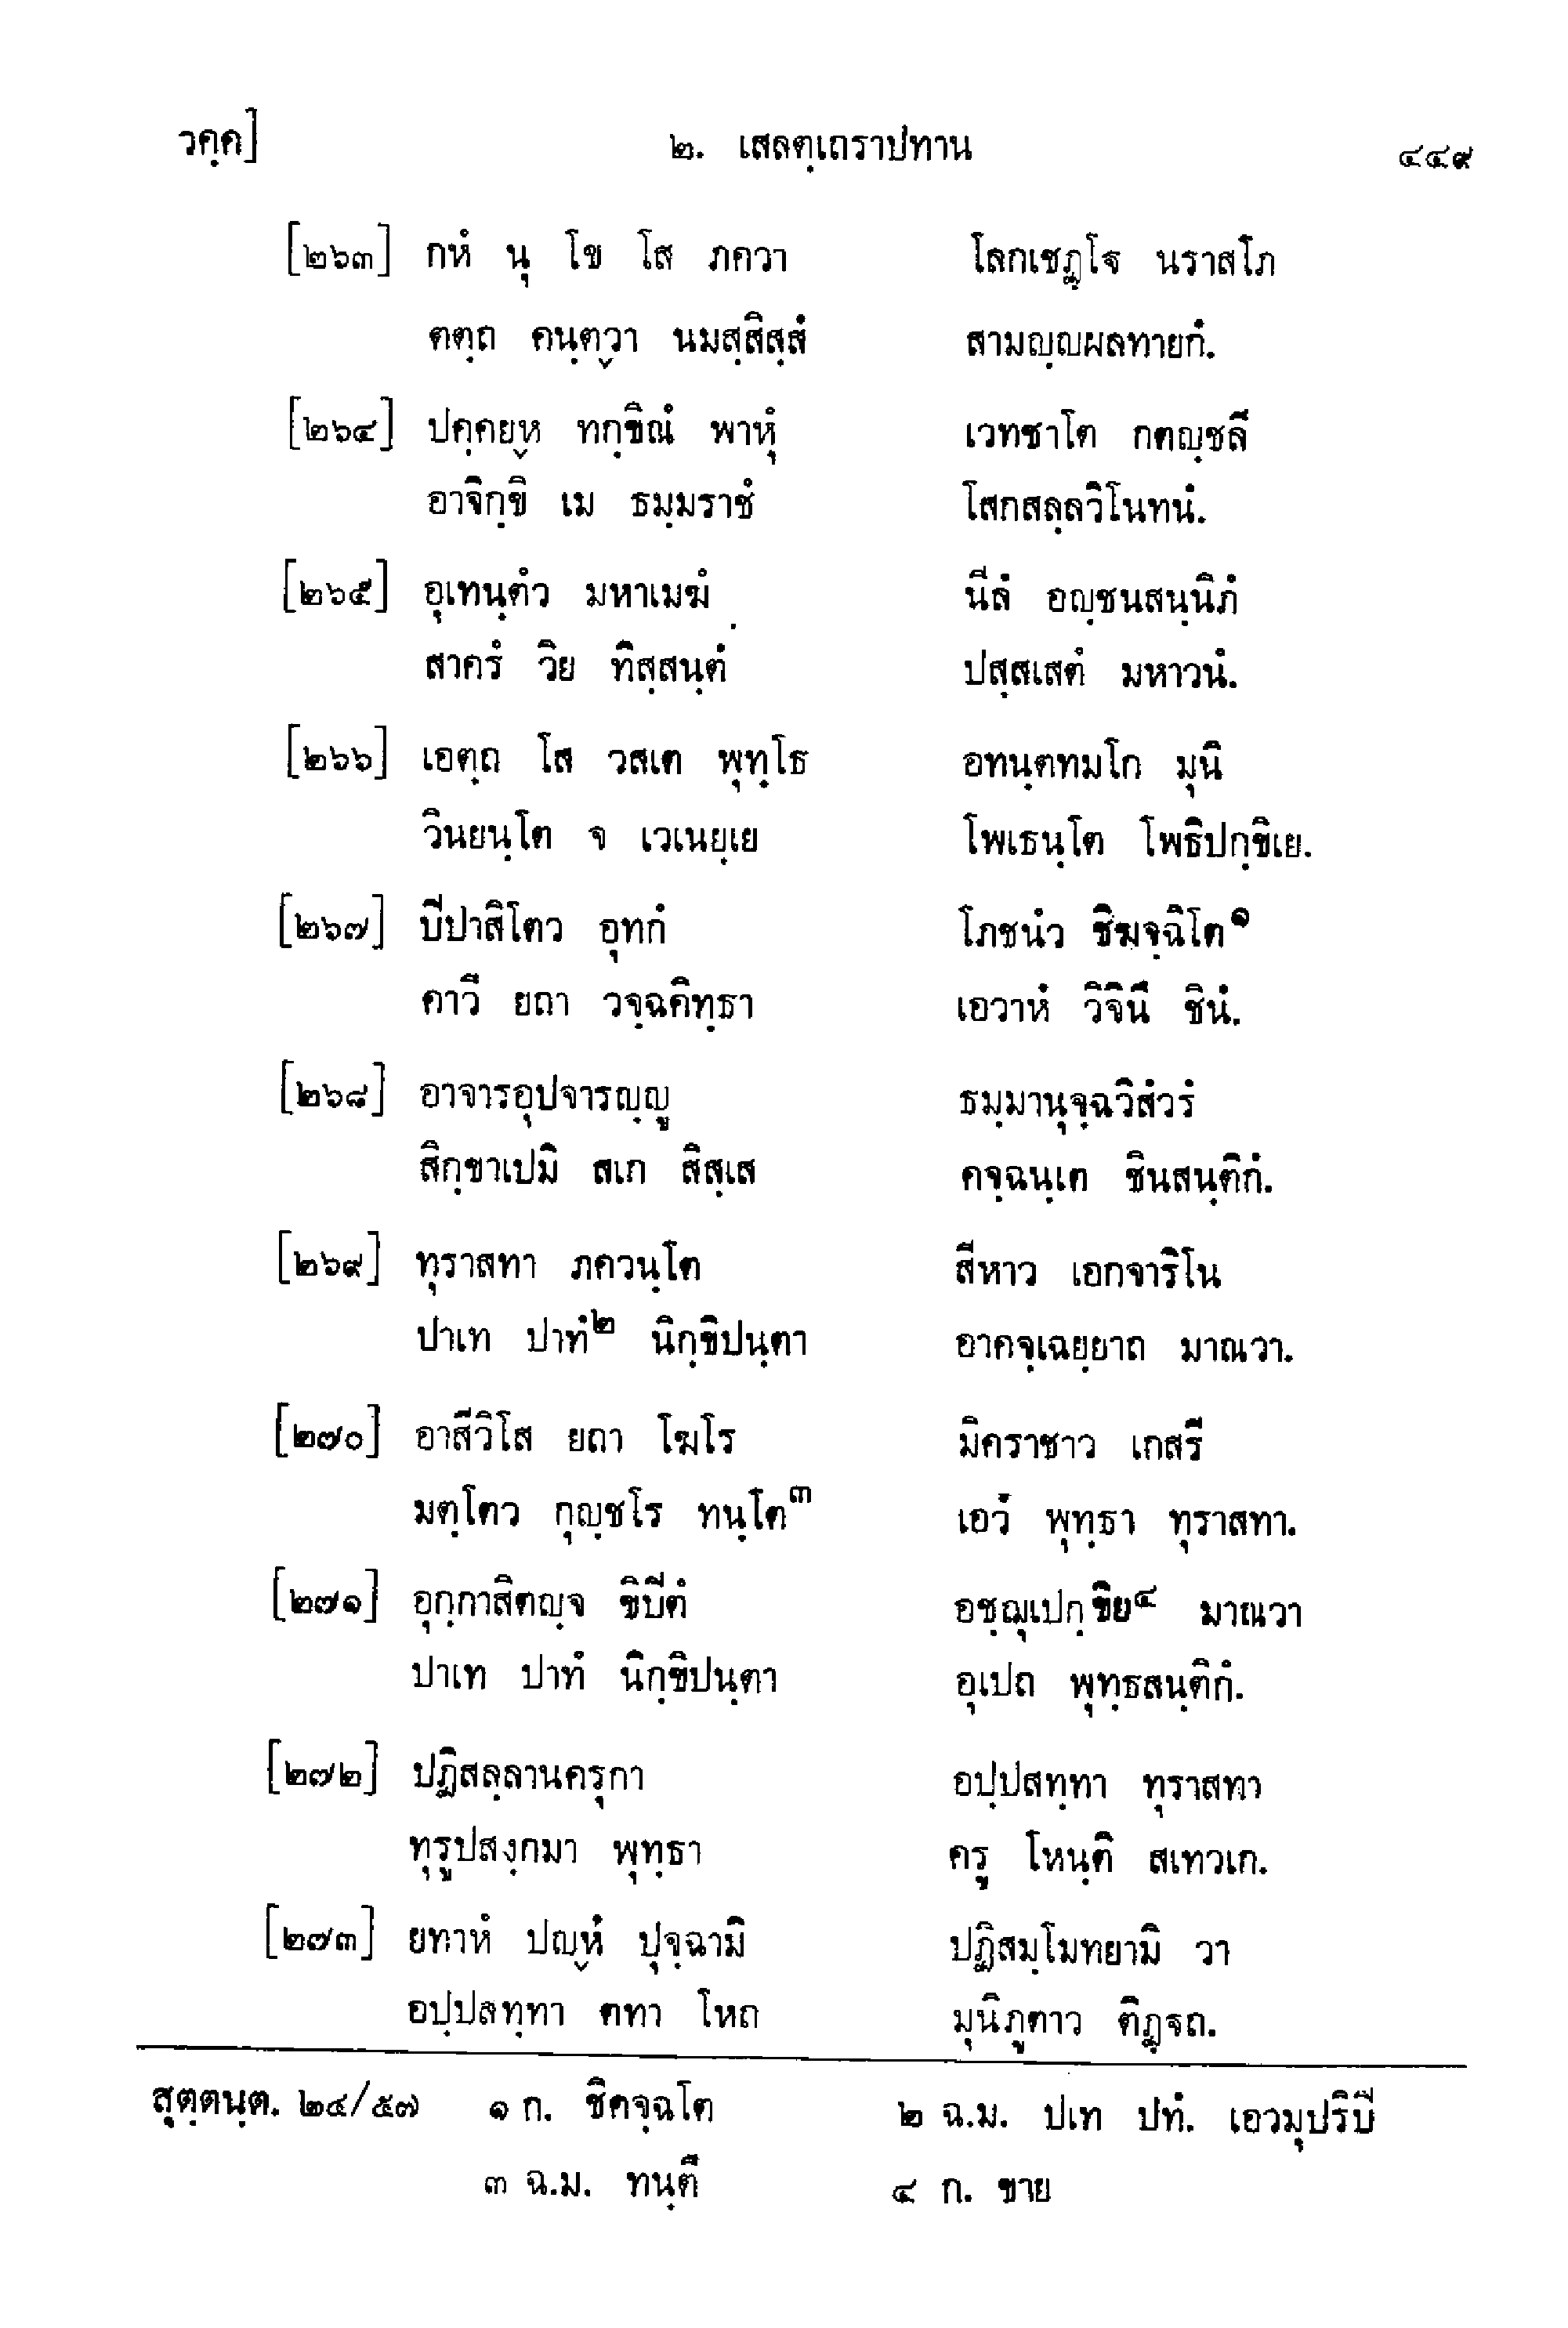 วคฺค] ๒. เสลตฺเถราปทาน ๔๔๙
[๒๖๓] กหํ นุ โข โส ภควา โลกเชฏฺโฐ นราสโภ
ตตฺถ คนฺตฺวา นมสฺสิสฺสํ สามญฺญผลทายกํ.
[๒๖๔] ปคฺคยฺห ทกฺขิณํ พาหุํ เวทชาโต กตญฺชลี
อาจิกฺขิ เม ธมฺมราชํ โสกสลฺลวิโนทนํ.
[๒๖๕] อุเทนฺตํว มหาเมฆํ นีลํ อญฺชนสนฺนิภํ
สาครํ วิย ทิสฺสนฺตํ ปสฺสเสตํ มหาวนํ.
[๒๖๖] เอตฺถ โส วสเต พุทฺโธ อทนฺตทมโก มุนิ
วินยนฺโต จ เวเนยฺเย โพเธนฺโต โพธิปกฺขิเย.
[๒๖๗] ปีปาสิโตว อุทกํ โภชนํว ชิฆจฺฉิโต๑
คาวี ยถา วจฺฉคิทฺธา เอวาหํ วิจินึ ชินํ.
[๒๖๘] อาจารอุปจารญฺญู ธมฺมานุจฺฉวิสํวรํ
สิกฺขาเปมิ สเก สิสฺเส คจฺฉนฺเต ชินสนฺติกํ.
[๒๖๙] ทุราสทา ภควนฺโต สีหาว เอกจาริโน
ปาเท ปาทํ๒ นิกฺขิปนฺตา อาคจฺเฉยฺยาถ มาณวา.
[๒๗๐] อาสีวิโส ยถา โฆโร มิคราชาว เกสรี
มตฺโตว กุญฺชโร ทนฺโต๓ เอวํ พุทฺธา ทุราสทา.
[๒๗๑] อุกฺกาสิตญฺจ ขิปีตํ อชฺฌุเปกฺขิย๔ มาณวา
ปาเท ปาทํ นิกฺขิปนฺตา อุเปถ พุทฺธสนฺติกํ.
[๒๗๒] ปฏิสลฺลานครุกา อปฺปสทฺทา ทุราสทา
ทุรูปสงฺกมา พุทฺธา ครู โหนฺติ สเทวเก.
[๒๗๓] ยทาหํ ปญฺหํ ปุจฺฉามิ ปฏิสมฺโมทยามิ วา
อปฺปสทฺทา ตทา โหถ มุนิภูตาว ติฏฺฐถ.
สุตฺตนฺต. ๒๔/๕๗ ๑ ก. ชิคจฺฉโต ๒ ฉ.ม. ปเท ปทํ. เอวมุปริปี
๓ ฉ.ม. ทนฺตี ๔ ก. ขาย